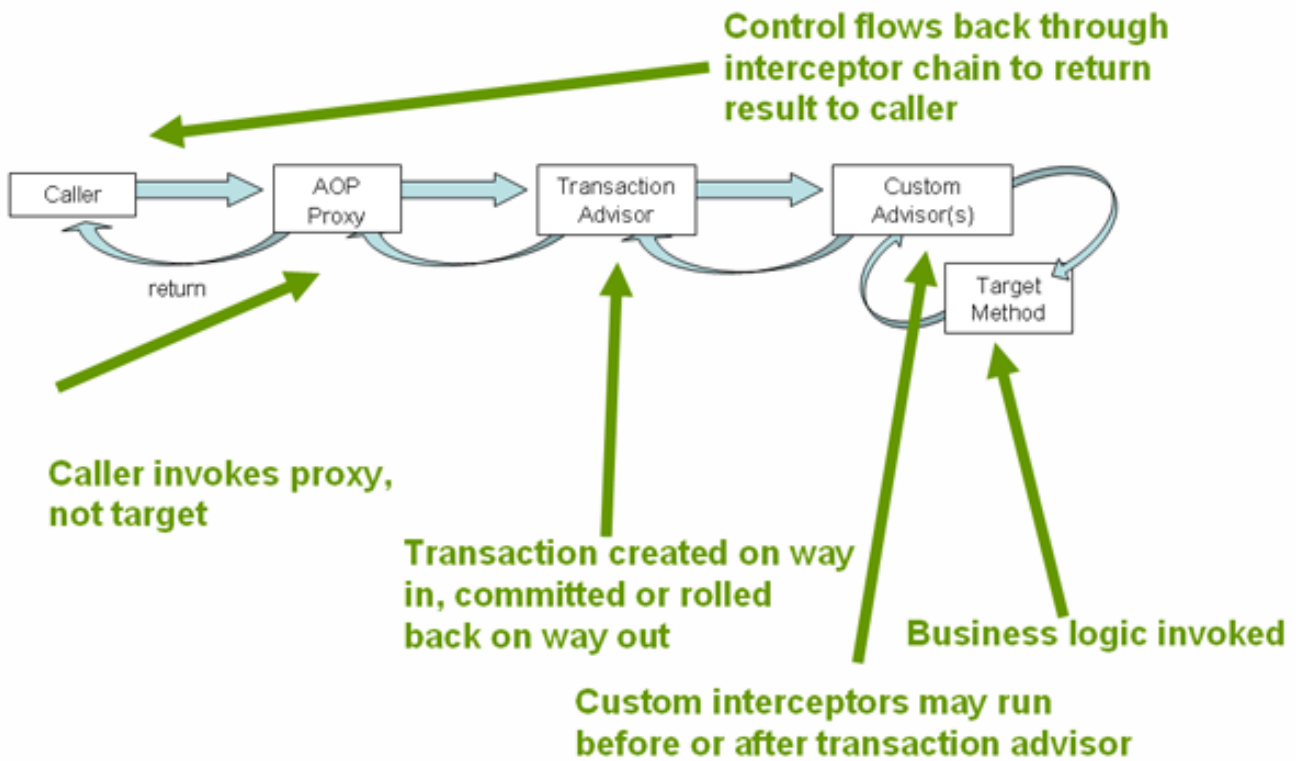 Control flows back through
interceptor chain to return
result to caller
Caller
AOP
Proxy
Transaction
Advisor
Custom
Advisor(s)
return
Target
Method
Caller invokes proxy,
not target
Transaction created on way
in, committed or rolled
back on way out
Business logic invoked
Custom interceptors may run
before or after transaction advisor